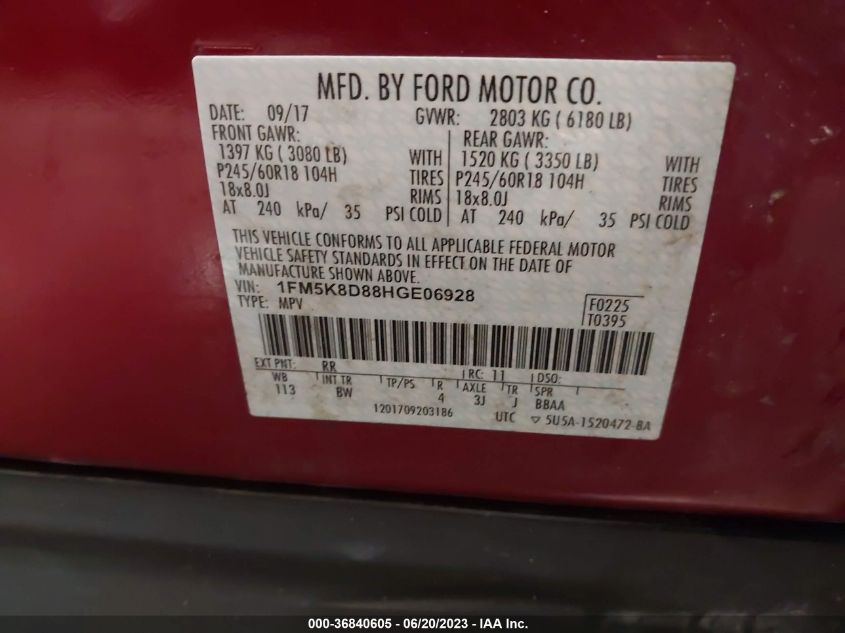 MFD. BY FORD MOTOR CO.
DATE: 09/17 GVWR: 2803 KG ( 6180 LB)
FRONT GAWR: REAR GAWR:
1397 KG ( 3080 LB) WITH 1520 KG ( 3350 LB) WITH
P245/60R18 104H TIRES P245/60R18 104H TIRES
18x8.0J RIMS 18x8.0J RIMS
AT 240 kPa/ 35 PSI COLD AT 240 kPa/ 35 PSI COLD
THIS VEHICLE CONFORMS TO ALL APPLICABLE FEDERAL MOTOR
VEHICLE SAFETY STANDARDS IN EFFECT ON THE DATE OF
MANUFACTURE SHOWN ABOVE.
VIN: 1FM5K8D88HGE06928 F0225
TYPE: MPV T0395
EXT PNT: RR RC: 11 DSO:
WB INT TR TP/PS R AXLE TR SPR
113 BW 4 3J J BBAA
1201709203186 UTC ▽ 5U5A-1520472-BA
000-36840605 - 06/20/2023 - IAAI.com. All rights reserved.